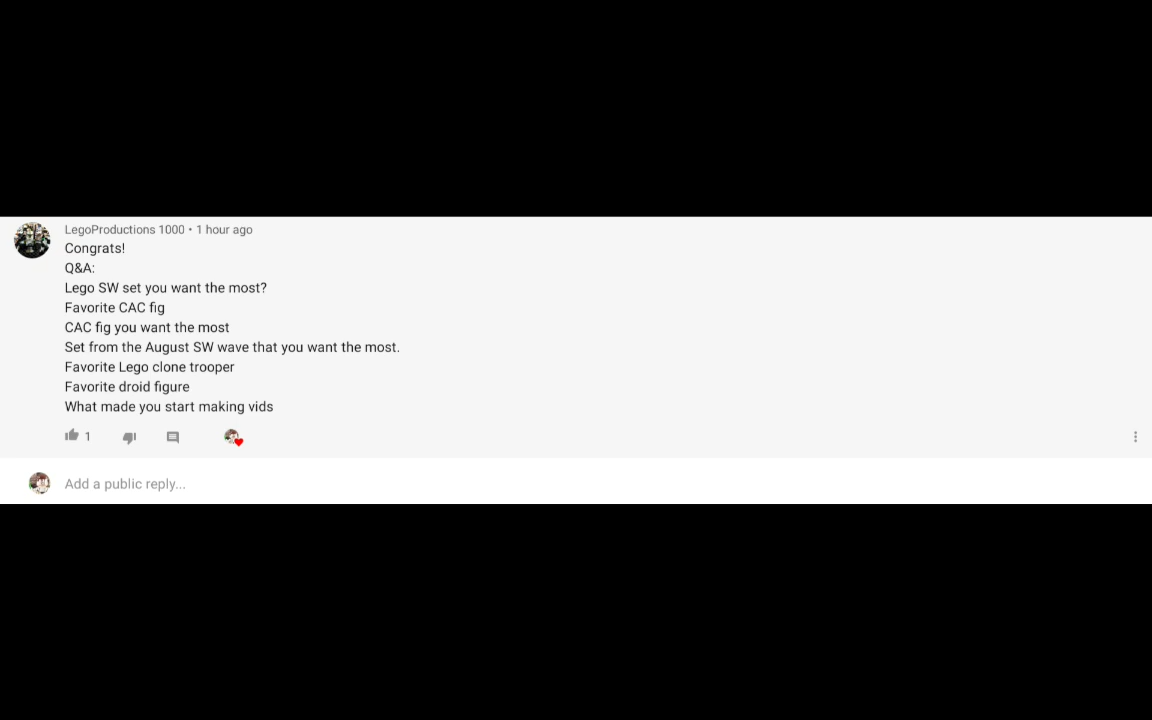 LegoProductions 1000 • 1 hour ago
Congrats!
Q&A:
Lego SW set you want the most?
Favorite CAC fig
CAC fig you want the most
Set from the August SW wave that you want the most.
Favorite Lego clone trooper
Favorite droid figure
What made you start making vids
1
Add a public reply...